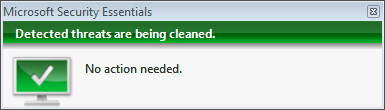 Microsoft Security Essentials
Detected threats are being cleaned.
No action needed.